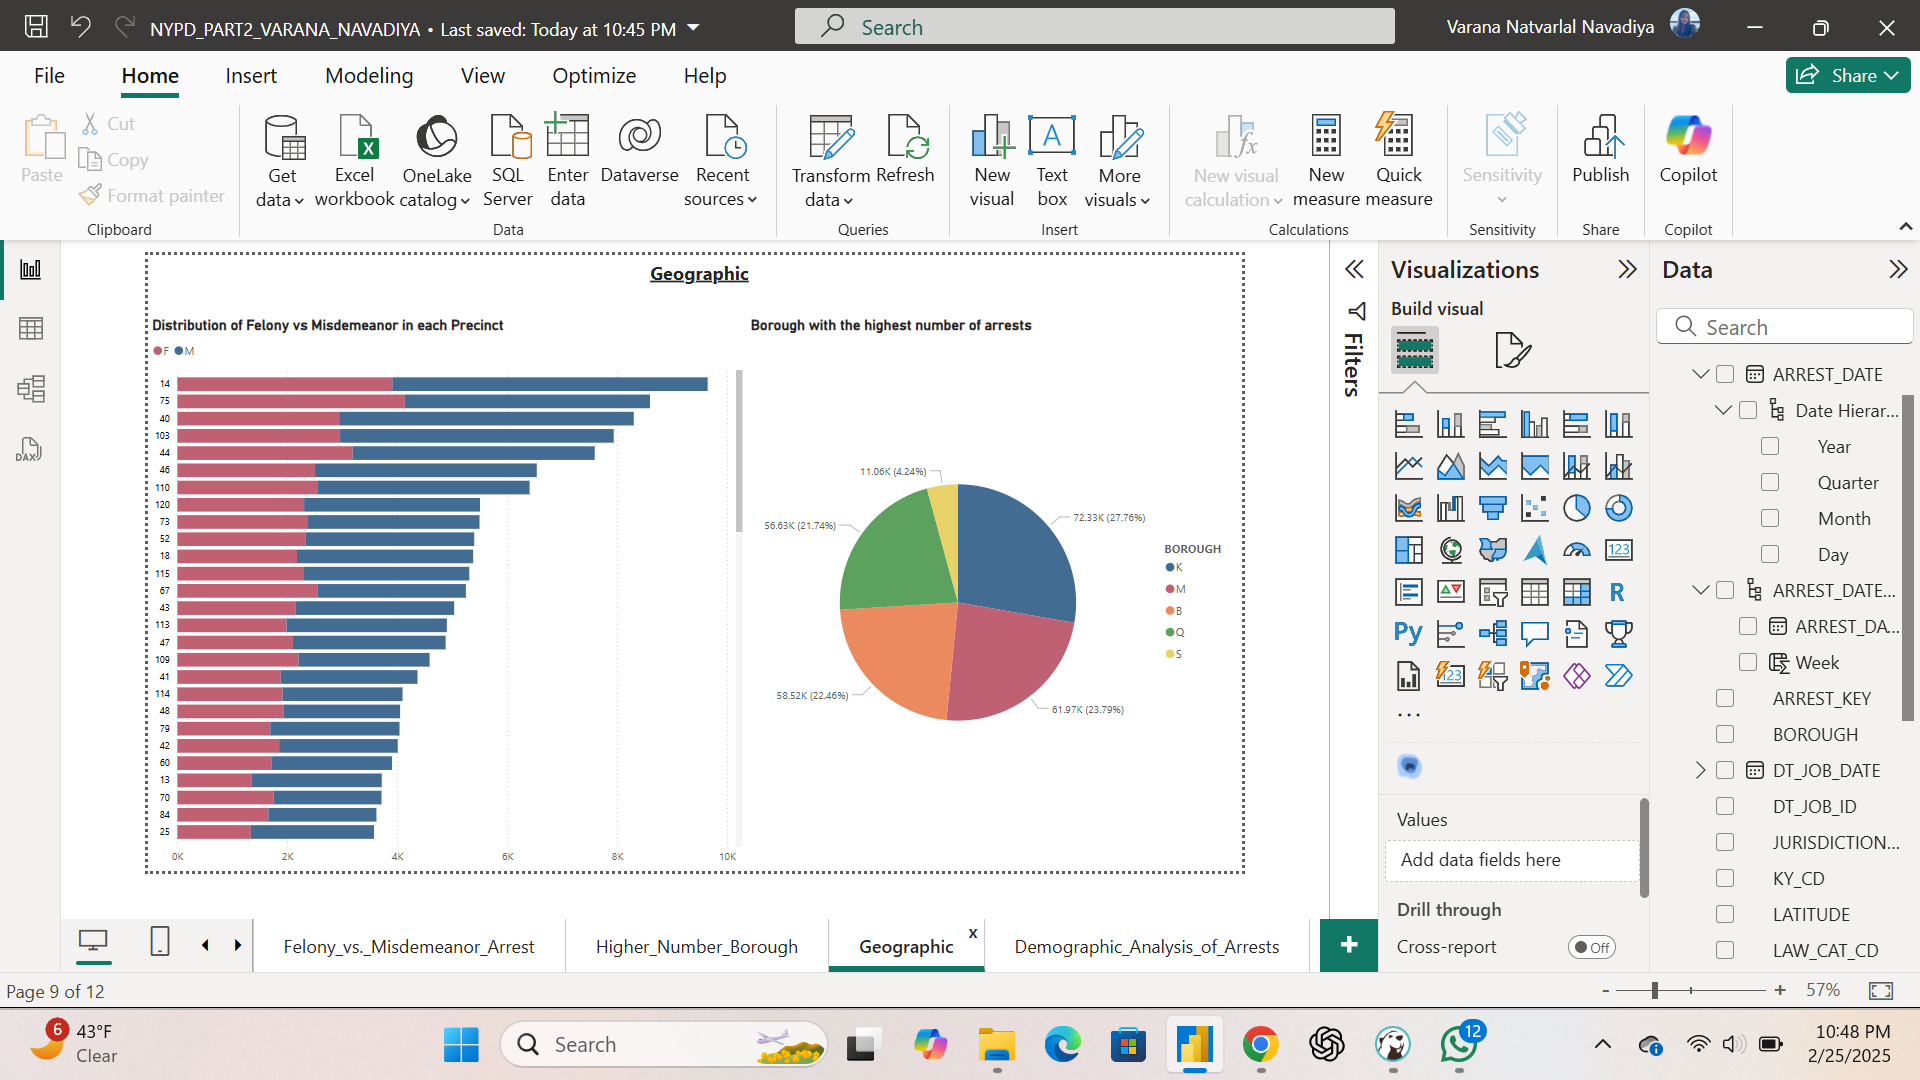 NYPD_PART2_VARANA_NAVADIYA • Last saved: Today at 10:45 PM
Search
Varana Natvarlal Navadiya
File Home Insert Modeling View Optimize Help
Share
Paste
Cut
Copy
Format painter
Clipboard
Get data
Excel workbook
OneLake catalog
SQL Server
Enter data
Dataverse
Recent sources
Data
Transform data
Refresh
Queries
New visual
Text box
More visuals
Insert
New visual calculation
New measure
Quick measure
Calculations
Sensitivity
Sensitivity
Publish
Share
Copilot
Copilot
DAX
Geographic
Distribution of Felony vs Misdemeanor in each Precinct
F M
14
75
40
103
44
46
110
120
73
52
18
115
67
43
113
47
109
41
114
48
79
42
60
13
70
84
25
0K 2K 4K 6K 8K 10K
Borough with the highest number of arrests
11.06K (4.24%)
56.63K (21.74%)
72.33K (27.76%)
58.52K (22.46%)
61.97K (23.79%)
BOROUGH
K
M
B
Q
S
Filters
Visualizations
Build visual
123
R
Py
123
...
Values
Add data fields here
Drill through
Cross-report
Off
Data
Search
ARREST_DATE
Date Hierar...
Year
Quarter
Month
Day
ARREST_DATE...
ARREST_DA...
Week
ARREST_KEY
BOROUGH
DT_JOB_DATE
DT_JOB_ID
JURISDICTION...
KY_CD
LATITUDE
LAW_CAT_CD
Felony_vs._Misdemeanor_Arrest
Higher_Number_Borough
Geographic x
Demographic_Analysis_of_Arrests
+
Page 9 of 12
- + 57%
6
43°F
Clear
Search
12
10:48 PM
2/25/2025